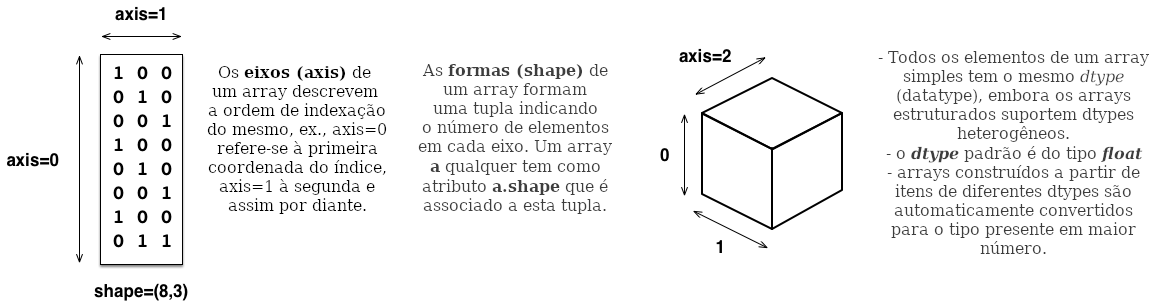 axis=1
axis=0
1 0 0
0 1 0
0 0 1
1 0 0
0 1 0
0 0 1
1 0 0
0 1 1
shape=(8,3)
Os eixos (axis) de
um array descrevem
a ordem de indexação
do mesmo, ex., axis=0
refere-se à primeira
coordenada do índice,
axis=1 à segunda e
assim por diante.
As formas (shape) de
um array formam
uma tupla indicando
o número de elementos
em cada eixo. Um array
a qualquer tem como
atributo a.shape que é
associado a esta tupla.
axis=2
0
1
- Todos os elementos de um array
simples tem o mesmo dtype
(datatype), embora os arrays
estruturados suportem dtypes
heterogêneos.
- o dtype padrão é do tipo float
- arrays construídos a partir de
itens de diferentes dtypes são
automaticamente convertidos
para o tipo presente em maior
número.